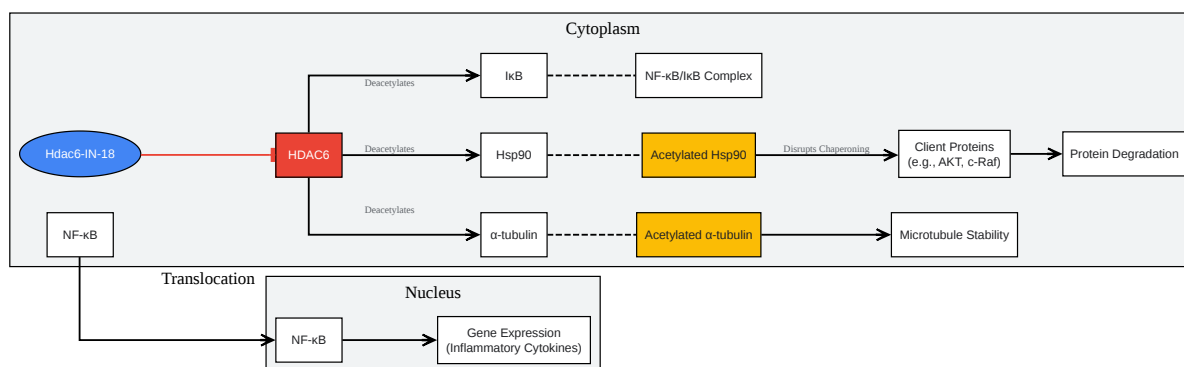 Cytoplasm
Deacetylates
IκB
NF-κB/IκB Complex
Hdac6-IN-18
HDAC6
Deacetylates
Hsp90
Acetylated Hsp90
Disrupts Chaperoning
Client Proteins
(e.g., AKT, c-Raf)
Protein Degradation
NF-κB
Deacetylates
α-tubulin
Acetylated α-tubulin
Microtubule Stability
Translocation
Nucleus
NF-κB
Gene Expression
(Inflammatory Cytokines)